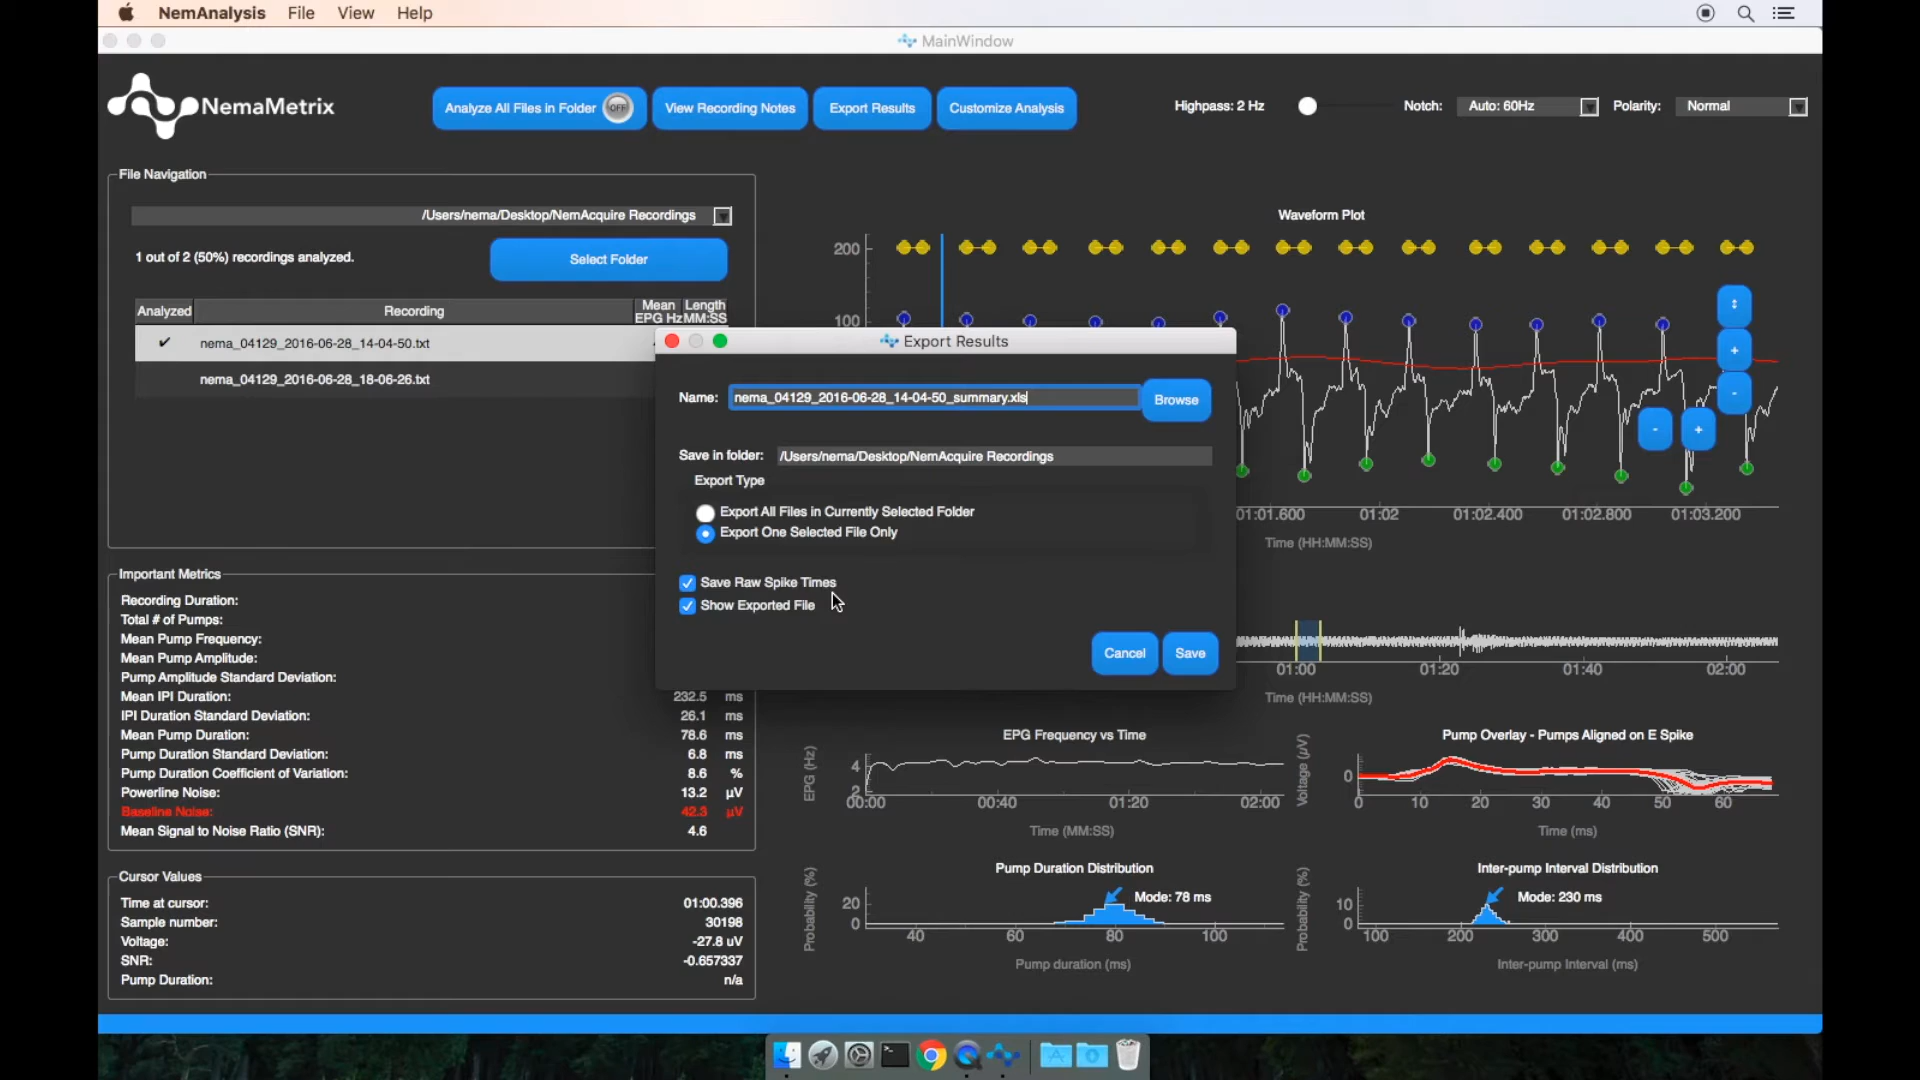 NemAnalysis File View Help
MainWindow
NemaMetrix
Analyze All Files in Folder OFF
View Recording Notes
Export Results
Customize Analysis
Highpass: 2 Hz
Notch: Auto: 60Hz
Polarity: Normal
File Navigation
/Users/nema/Desktop/NemAcquire Recordings
1 out of 2 (50%) recordings analyzed.
Select Folder
Analyzed Recording Mean EPG Hz Length MM:SS
✔ nema_04129_2016-06-28_14-04-50.txt
nema_04129_2016-06-28_18-06-26.txt
Important Metrics
Recording Duration:
Total # of Pumps:
Mean Pump Frequency:
Mean Pump Amplitude:
Pump Amplitude Standard Deviation:
Mean IPI Duration: 232.5 ms
IPI Duration Standard Deviation: 26.1 ms
Mean Pump Duration: 78.6 ms
Pump Duration Standard Deviation: 6.8 ms
Pump Duration Coefficient of Variation: 8.6 %
Powerline Noise: 13.2 µV
Baseline Noise: 42.3 µV
Mean Signal to Noise Ratio (SNR): 4.6
Cursor Values
Time at cursor: 01:00.396
Sample number: 30198
Voltage: -27.8 uV
SNR: -0.657337
Pump Duration: n/a
Export Results
Name: nema_04129_2016-06-28_14-04-50_summary.xls
Browse
Save in folder: /Users/nema/Desktop/NemAcquire Recordings
Export Type
Export All Files in Currently Selected Folder
Export One Selected File Only
Save Raw Spike Times
Show Exported File
Cancel Save
Waveform Plot
200
100
+
-
- +
01:01.600 01:02 01:02.400 01:02.800 01:03.200
Time (HH:MM:SS)
01:00 01:20 01:40 02:00
Time (HH:MM:SS)
EPG Frequency vs Time
EPG (Hz)
4
2
00:00 00:40 01:20 02:00
Time (MM:SS)
Pump Overlay - Pumps Aligned on E Spike
Voltage (µV)
0
0 10 20 30 40 50 60
Time (ms)
Pump Duration Distribution
Probability (%)
Mode: 78 ms
20
0
40 60 80 100
Pump duration (ms)
Inter-pump Interval Distribution
Probability (%)
Mode: 230 ms
10
0
100 200 300 400 500
Inter-pump Interval (ms)